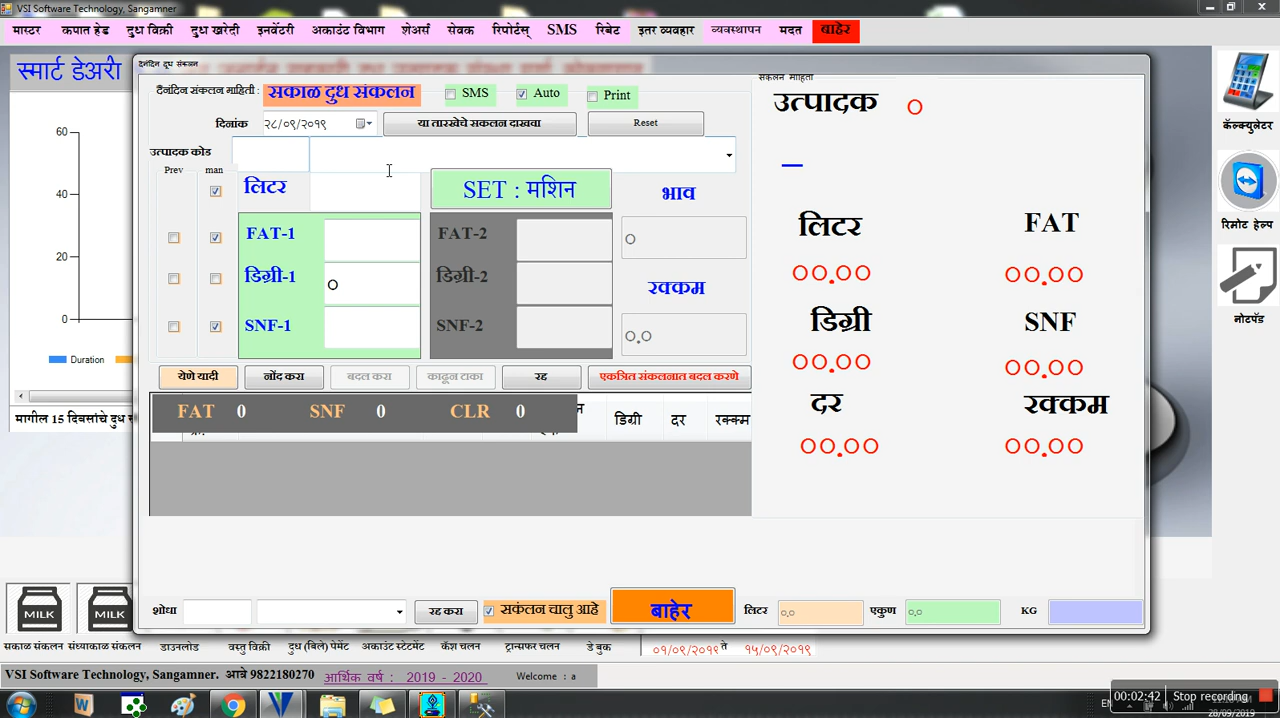 VSI Software Technology, Sangamner
मास्टर कपात हेड दुध विक्री दुध खरेदी इनवेंटरी अकाउंट विभाग शेअर्स सेवक रिपोर्टस् SMS रिबेट इतर व्यवहार व्यवस्थापन मदत बाहेर
स्मार्ट डेअरी
दैनंदिन दुध संकलन
संकलन माहिती
दैनंदिन संकलन माहिती : सकाळ दुध संकलन SMS Auto Print
उत्पादक ०
दिनांक २८/०९/२०१९ या तारखेचे सकलन दाखवा Reset
कॅल्क्युलेटर
उत्पादक कोड
Prev man
लिटर SET : मशिन भाव
FAT-1 FAT-2 ०
लिटर FAT
रिमोट हेल्प
डिग्री-1 ० डिग्री-2 रक्कम
००.०० ००.००
SNF-1 SNF-2 ०.०
डिग्री SNF
नोटपॅड
००.०० ००.००
60
40
20
0
Duration
येणे यादी नोंद करा बदल करा काढून टाका रद्द एकत्रित संकलनात बदल करणे
FAT 0 SNF 0 CLR 0 डिग्री दर रक्कम
दर रक्कम
००.०० ००.००
मागील 15 दिवसांचे दुध
MILK MILK
शोधा रद्द करा सकंलन चालु आहे बाहेर लिटर ०.० एकुण ०.० KG
सकाळ संकलन संध्याकाळ संकलन डाउनलोड वस्तु विक्री दुध (बिले) पेमेंट अकाउंट स्टेटमेंट कॅश चलन ट्रान्सफर चलन डे बुक ०१/०९/२०१९ ते १५/०९/२०१९
VSI Software Technology, Sangamner. आत्रे 9822180270 आर्थिक वर्ष : 2019 - 2020 Welcome : a
EN 00:02:42 Stop recording
28/09/2019